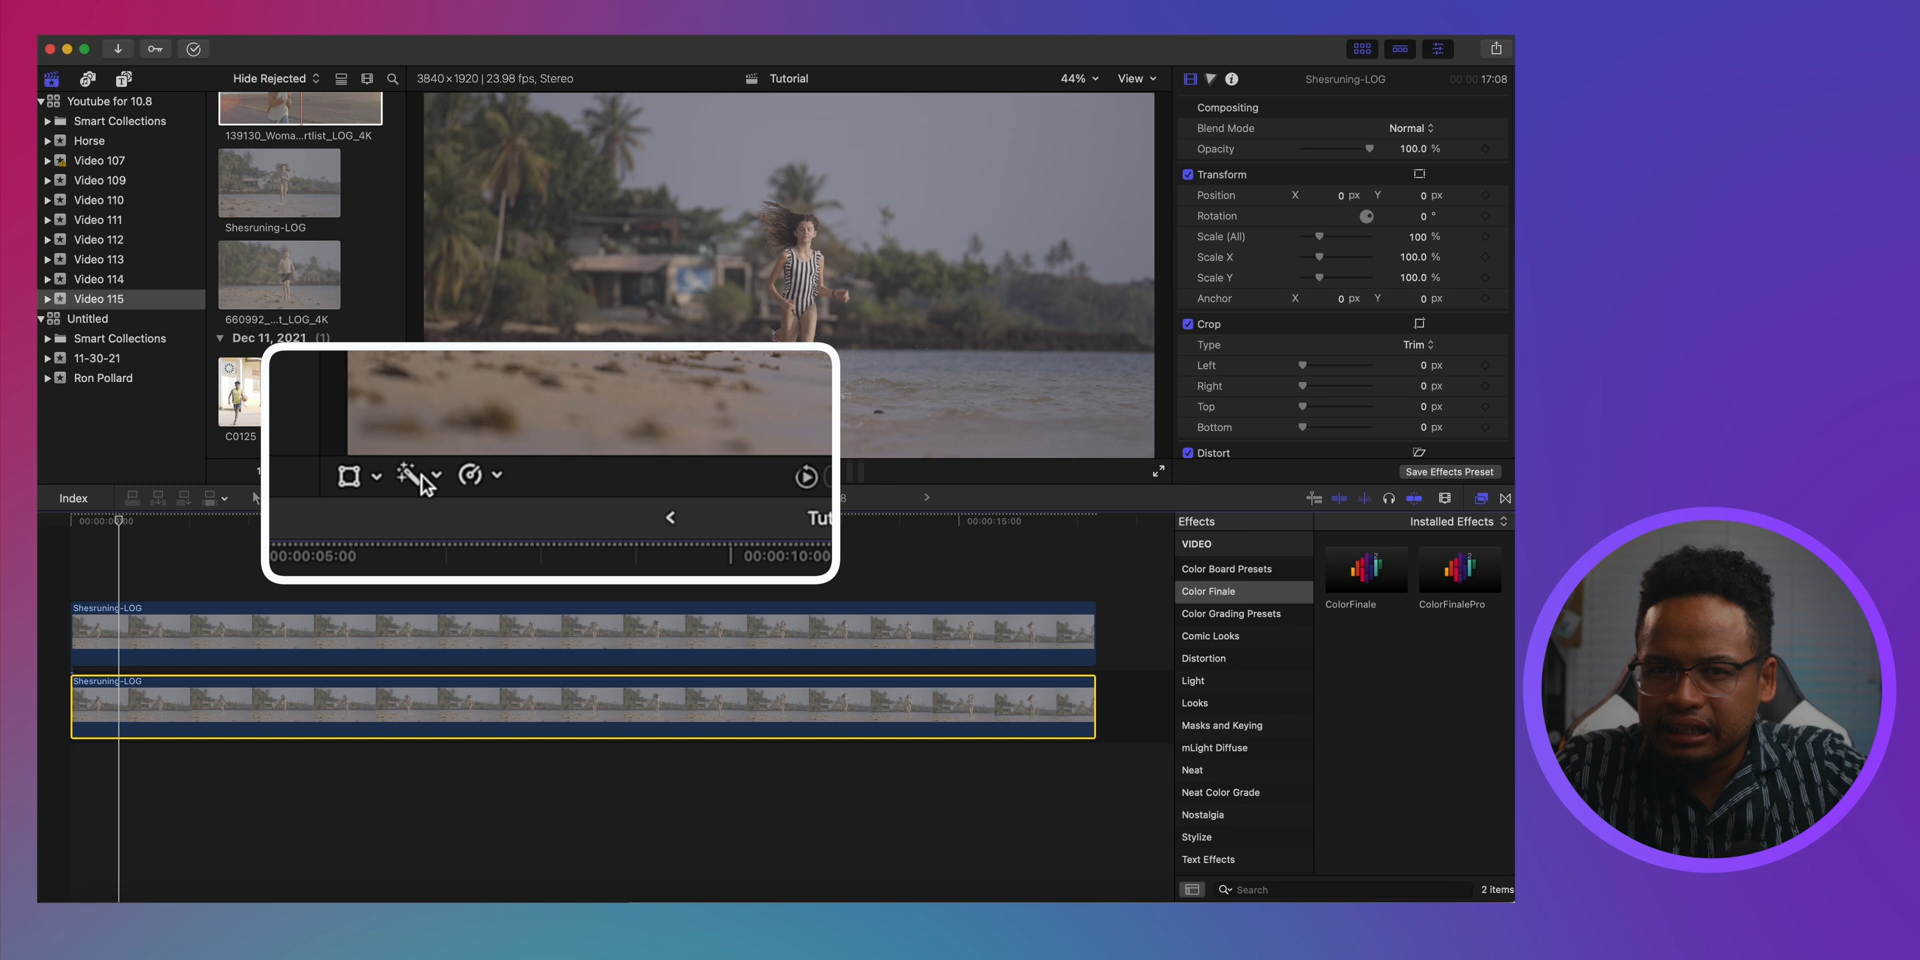 Hide Rejected
3840×1920 | 23.98 fps, Stereo
Tutorial
44%
View
Shesruning-LOG
00:00:17:08
Youtube for 10.8
Smart Collections
Horse
Video 107
Video 109
Video 110
Video 111
Video 112
Video 113
Video 114
Video 115
Untitled
Smart Collections
11-30-21
Ron Pollard
139130_Woma...rtlist_LOG_4K
Shesruning-LOG
660992_...t_LOG_4K
Dec 11, 2021 (1)
C0125
1
Compositing
Blend Mode Normal
Opacity 100.0 %
Transform
Position X 0 px Y 0 px
Rotation 0 °
Scale (All) 100 %
Scale X 100.0 %
Scale Y 100.0 %
Anchor X 0 px Y 0 px
Crop
Type Trim
Left 0 px
Right 0 px
Top 0 px
Bottom 0 px
Distort
Save Effects Preset
Tut
00:00:05:00
00:00:10:00
Index
8
00:00:15:00
Shesruning-LOG
Shesruning-LOG
Effects
Installed Effects
VIDEO
Color Board Presets
Color Finale
Color Grading Presets
Comic Looks
Distortion
Light
Looks
Masks and Keying
mLight Diffuse
Neat
Neat Color Grade
Nostalgia
Stylize
Text Effects
2
ColorFinale
2
ColorFinalePro
Search
2 items